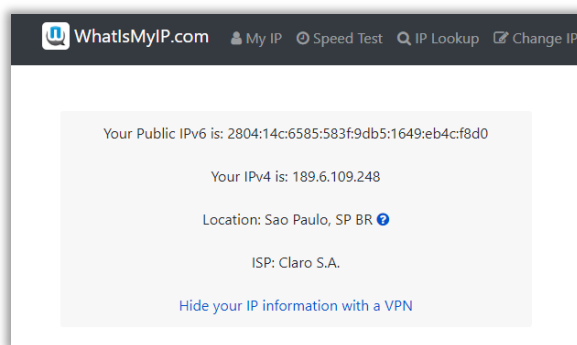 WhatIsMyIP.com My IP Speed Test IP Lookup Change IP
Your Public IPv6 is: 2804:14c:6585:583f:9db5:1649:eb4c:f8d0
Your IPv4 is: 189.6.109.248
Location: Sao Paulo, SP BR
ISP: Claro S.A.
Hide your IP information with a VPN